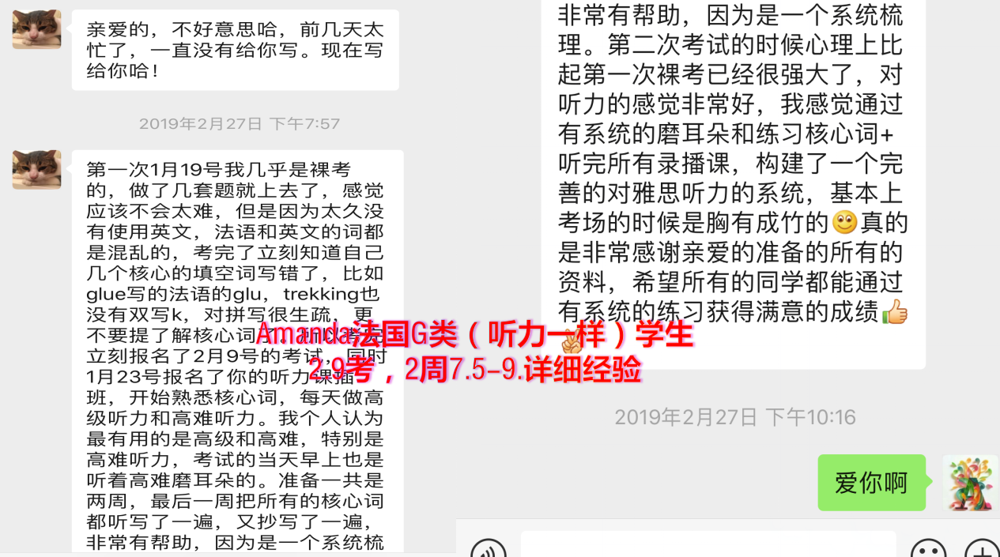 亲爱的，不好意思哈，前几天太
忙了，一直没有给你写。现在写
给你哈！
2019年2月27日 下午7:57
第一次1月19号我几乎是裸考
的，做了几套题就上去了，感觉
应该不会太难，但是因为太久没
有使用英文，法语和英文的词都
是混乱的，考完了立刻知道自己
几个核心的填空词写错了，比如
glue写的法语的glu，trekking也
没有双写k，对拼写很生疏，更
不要提了解核心词了，所以考完
立刻报名了2月9号的考试，同时
1月23号报名了你的听力课插
班，开始熟悉核心词，每天做高
级听力和高难听力。我个人认为
最有用的是高级和高难，特别是
高难听力，考试的当天早上也是
听着高难磨耳朵的。准备一共是
两周，最后一周把所有的核心词
都听写了一遍，又抄写了一遍，
非常有帮助，因为是一个系统梳
非常有帮助，因为是一个系统梳
理。第二次考试的时候心理上比
起第一次裸考已经很强大了，对
听力的感觉非常好，我感觉通过
有系统的磨耳朵和练习核心词+
听完所有录播课，构建了一个完
善的对雅思听力的系统，基本上
考场的时候是胸有成竹的🙂真的
是非常感谢亲爱的准备的所有的
资料，希望所有的同学都能通过
有系统的练习获得满意的成绩👍
✌
Amanda法国G类（听力一样）学生
2.9考，2周7.5-9.详细经验
2019年2月27日 下午10:16
爱你啊